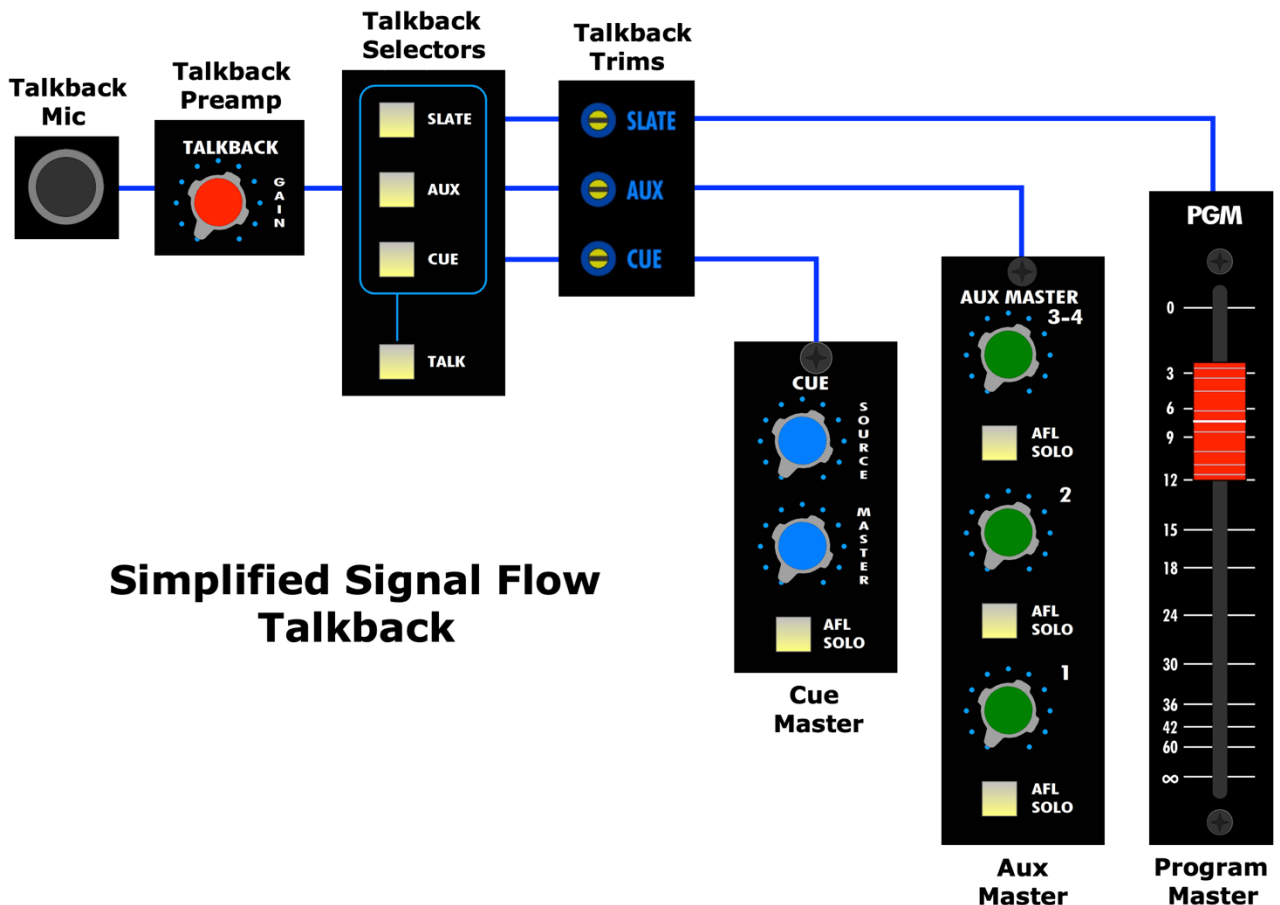 Talkback
Mic
Talkback
Preamp
TALKBACK
GAIN
Talkback
Selectors
SLATE
AUX
CUE
TALK
Talkback
Trims
SLATE
AUX
CUE
CUE
SOURCE
MASTER
AFL
SOLO
Cue
Master
AUX MASTER
3-4
AFL
SOLO
2
AFL
SOLO
1
AFL
SOLO
Aux
Master
PGM
0
3
6
9
12
15
18
24
30
36
42
60
∞
Program
Master
Simplified Signal Flow
Talkback